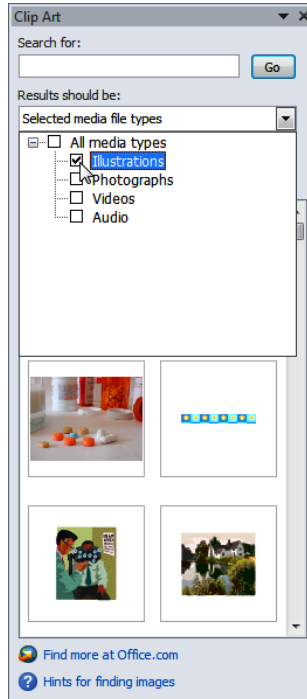 Clip Art
Search for:
Go
Results should be:
Selected media file types
All media types
Illustrations
Photographs
Videos
Audio
Find more at Office.com
Hints for finding images